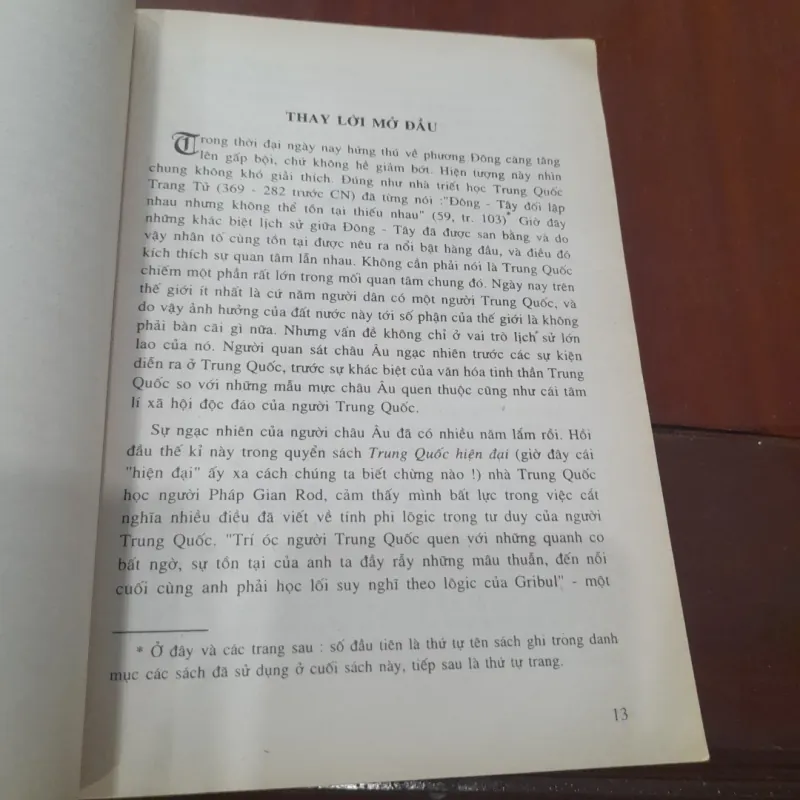 THAY LỜI MỞ ĐẦU
Trong thời đại ngày nay hứng thú về phương Đông càng tăng
lên gấp bội, chứ không hề giảm bớt. Hiện tượng này nhìn
chung không khó giải thích. Đúng như nhà triết học Trung Quốc
Trang Tử (369 - 282 trước CN) đã từng nói :"Đông - Tây đối lập
nhau nhưng không thể tồn tại thiếu nhau" (59, tr. 103)* Giờ đây
những khác biệt lịch sử giữa Đông - Tây đã được san bằng và do
vậy nhân tố cùng tồn tại được nêu ra nổi bật hàng đầu, và điều đó
kích thích sự quan tâm lẫn nhau. Không cần phải nói là Trung Quốc
chiếm một phần rất lớn trong mối quan tâm chung đó. Ngày nay trên
thế giới ít nhất là cứ năm người dân có một người Trung Quốc, và
do vậy ảnh hưởng của đất nước này tới số phận của thế giới là không
phải bàn cãi gì nữa. Nhưng vấn đề không chỉ ở vai trò lịch sử lớn
lao của nó. Người quan sát châu Âu ngạc nhiên trước các sự kiện
diễn ra ở Trung Quốc, trước sự khác biệt của văn hóa tinh thần Trung
Quốc so với những mẫu mực châu Âu quen thuộc cũng như cái tâm
lí xã hội độc đáo của người Trung Quốc.
Sự ngạc nhiên của người châu Âu đã có nhiều năm lắm rồi. Hồi
đầu thế kỉ này trong quyển sách Trung Quốc hiện đại (giờ đây cái
"hiện đại" ấy xa cách chúng ta biết chừng nào !) nhà Trung Quốc
học người Pháp Gian Rod, cảm thấy mình bất lực trong việc cắt
nghĩa nhiều điều đã viết về tính phi lôgic trong tư duy của người
Trung Quốc. "Trí óc người Trung Quốc quen với những quanh co
bất ngờ, sự tồn tại của anh ta đầy rẫy những mâu thuẫn, đến nỗi
cuối cùng anh phải học lối suy nghĩ theo lôgic của Gribul" - một
* Ở đây và các trang sau : số đầu tiên là thứ tự tên sách ghi trong danh
mục các sách đã sử dụng ở cuối sách này, tiếp sau là thứ tự trang.
13